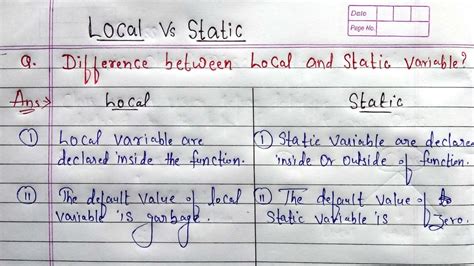 Local Vs Static
Date
Page No.
Q. Difference between Local and Static Variable?
Ans:→ Local
Static
(i) Local variable are
declared inside the function.
(i) Static Variable are declare
inside or outside of function.
(ii) The default value of local
variable is garbage.
(ii) The default value of
Static variable is zero.